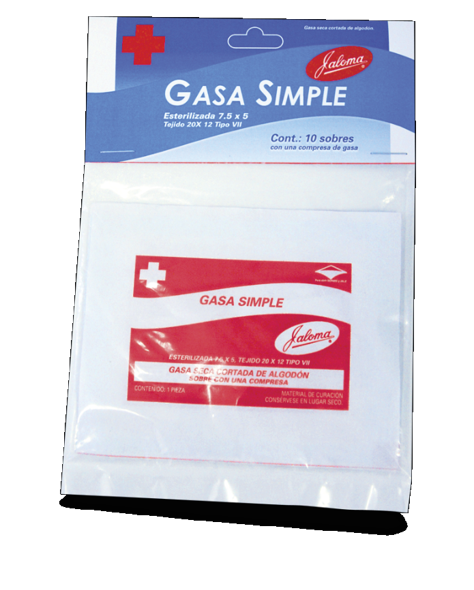 Gasa seca cortada de algodon
Jaloma
GASA SIMPLE
Esterilizada 7.5 x 5
Tejido 20X 12 Tipo VII
Cont.: 10 sobres
con una compresa de gasa
GASA SIMPLE
Jaloma
ESTERILIZADA 7.5 X 5, TEJIDO 20 X 12 TIPO VII
GASA SECA CORTADA DE ALGODÓN
SOBRE CON UNA COMPRESA
CONTENIDO: 1 PIEZA
MATERIAL DE CURACIÓN
CONSERVESE EN LUGAR SECO.